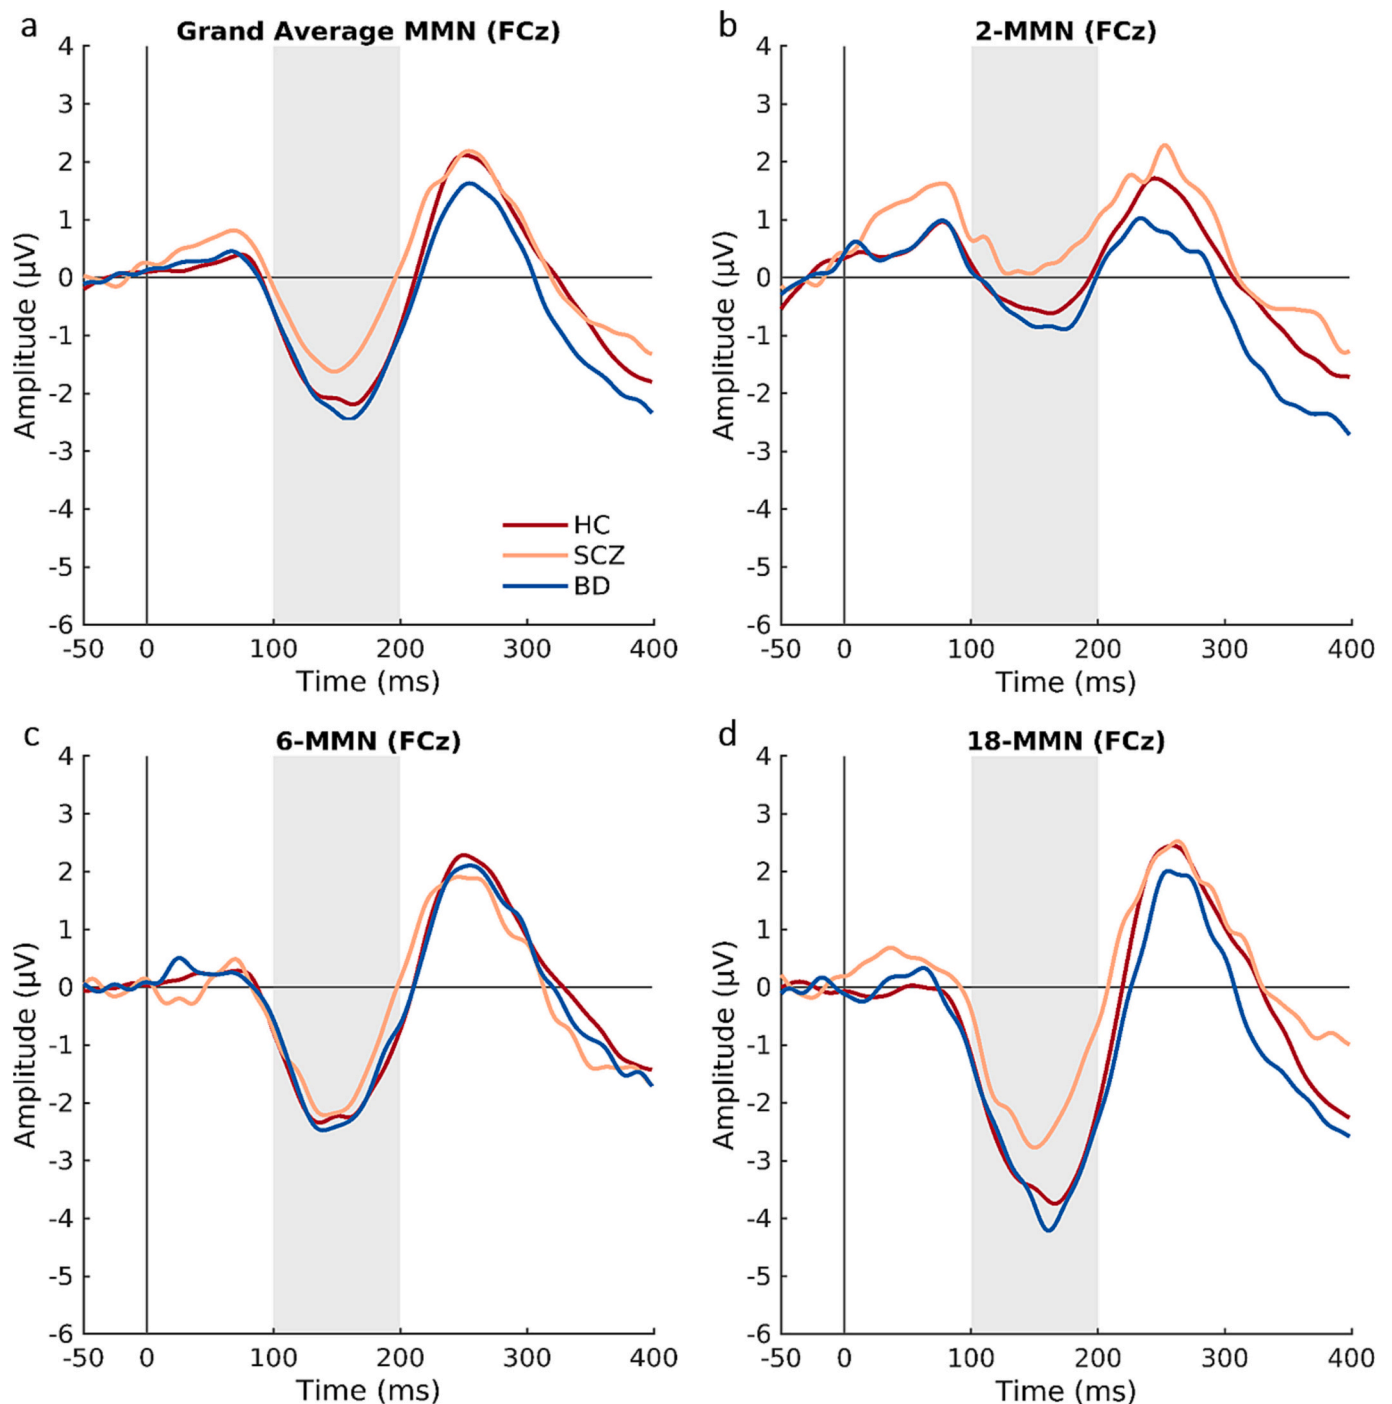 a
Grand Average MMN (FCz)
4
3
2
1
0
-1
-2
-3
-4
-5
-6
Amplitude (µV)
HC
SCZ
BD
-50 0 100 200 300 400
Time (ms)
b
2-MMN (FCz)
4
3
2
1
0
-1
-2
-3
-4
-5
-6
Amplitude (µV)
-50 0 100 200 300 400
Time (ms)
c
6-MMN (FCz)
4
3
2
1
0
-1
-2
-3
-4
-5
-6
Amplitude (µV)
-50 0 100 200 300 400
Time (ms)
d
18-MMN (FCz)
4
3
2
1
0
-1
-2
-3
-4
-5
-6
Amplitude (µV)
-50 0 100 200 300 400
Time (ms)